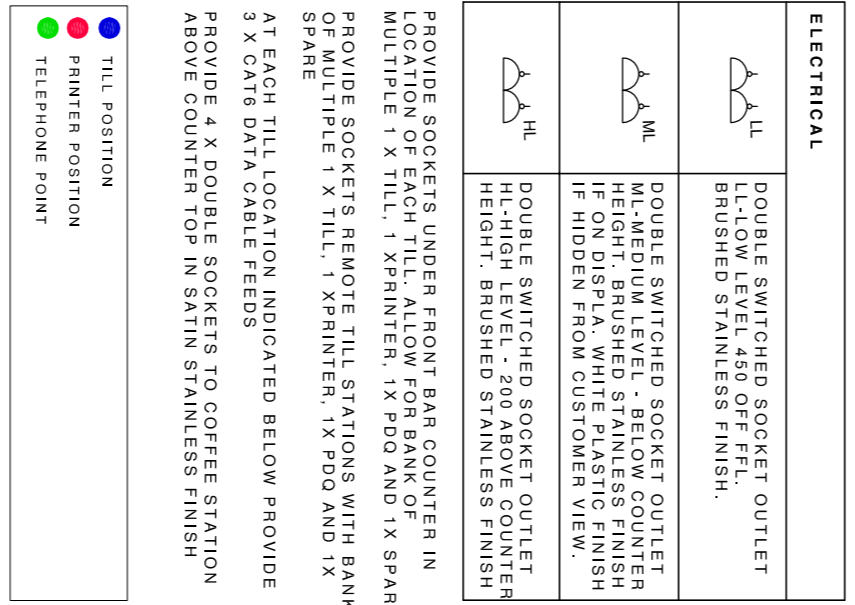 ELECTRICAL
LL
DOUBLE SWITCHED SOCKET OUTLET
LL-LOW LEVEL 450 OFF FFL.
BRUSHED STAINLESS FINISH.
ML
DOUBLE SWITCHED SOCKET OUTLET
ML-MEDIUM LEVEL - BELOW COUNTER
HEIGHT. BRUSHED STAINLESS FINISH
IF ON DISPLA. WHITE PLASTIC FINISH
IF HIDDEN FROM CUSTOMER VIEW.
HL
DOUBLE SWITCHED SOCKET OUTLET
HL-HIGH LEVEL - 200 ABOVE COUNTER
HEIGHT. BRUSHED STAINLESS FINISH
PROVIDE SOCKETS UNDER FRONT BAR COUNTER IN
LOCATION OF EACH TILL. ALLOW FOR BANK OF
MULTIPLE 1 X TILL, 1 XPRINTER, 1X PDQ AND 1X SPAR
PROVIDE SOCKETS REMOTE TILL STATIONS WITH BANK
OF MULTIPLE 1 X TILL, 1 XPRINTER, 1X PDQ AND 1X
SPARE
AT EACH TILL LOCATION INDICATED BELOW PROVIDE
3 X CAT6 DATA CABLE FEEDS
PROVIDE 4 X DOUBLE SOCKETS TO COFFEE STATION
ABOVE COUNTER TOP IN SATIN STAINLESS FINISH
TILL POSITION
PRINTER POSITION
TELEPHONE POINT